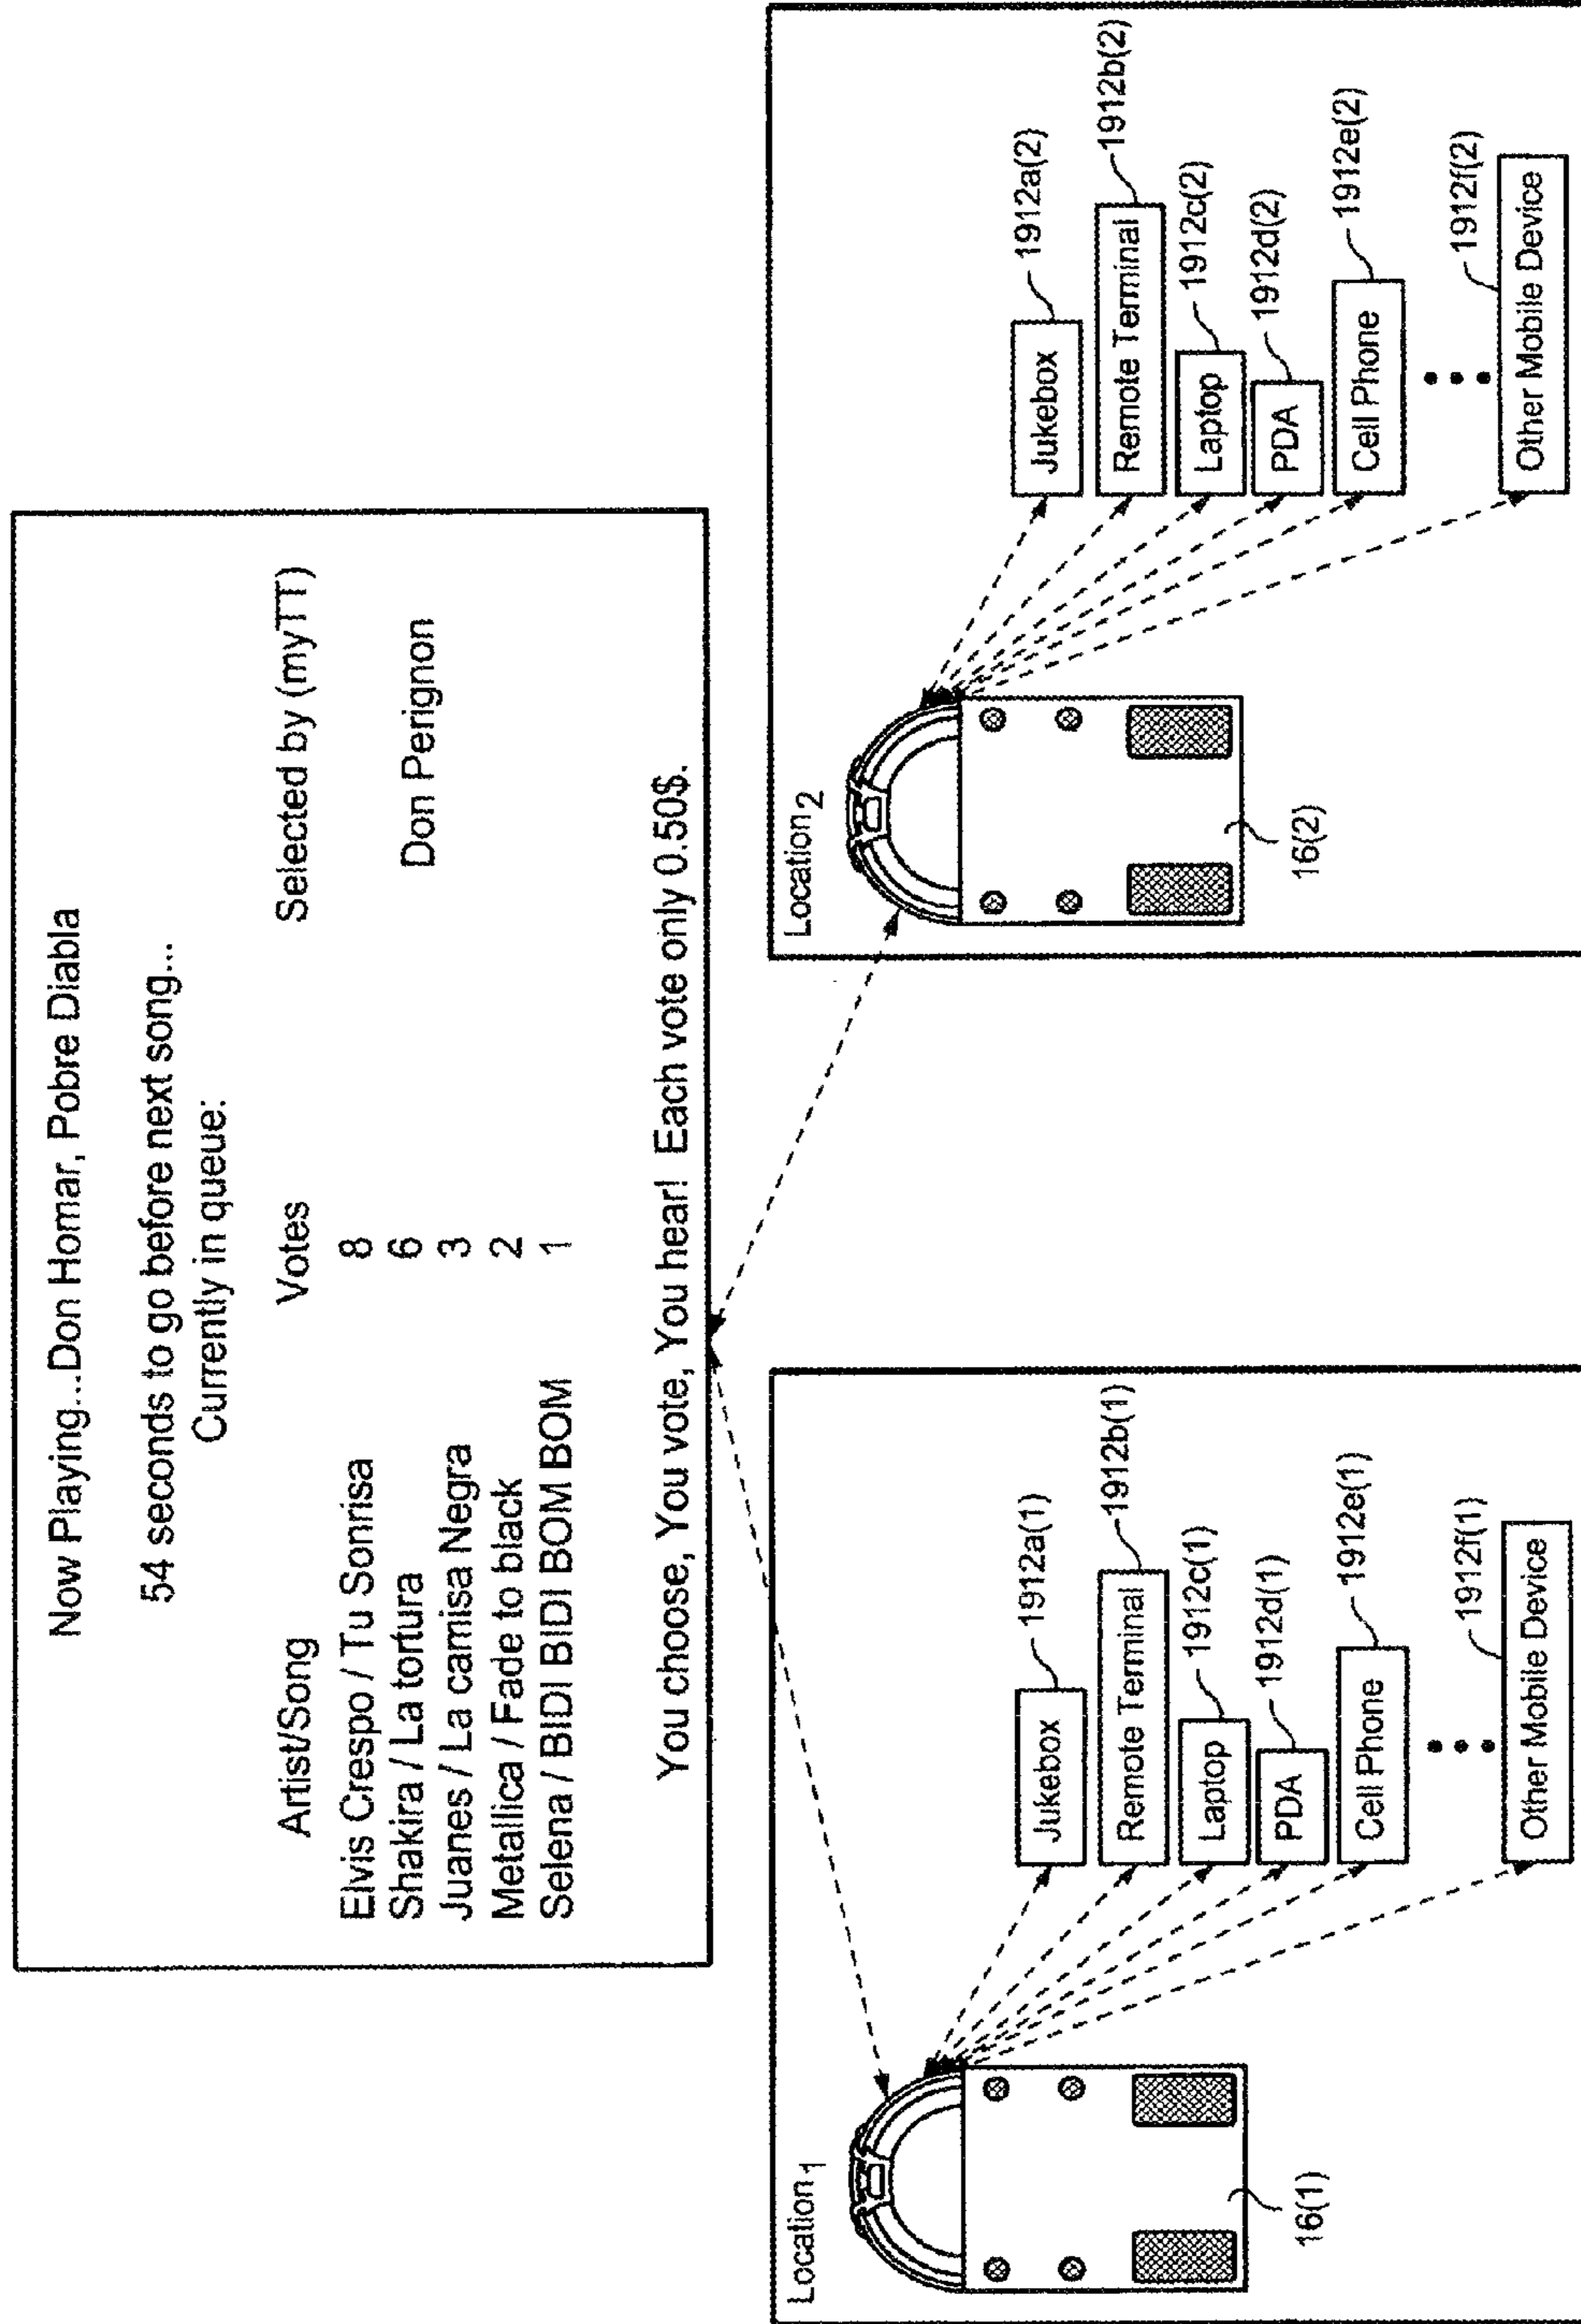 Now Playing...Don Homar, Pobre Diabla
54 seconds to go before next song...
Currently in queue:
Artist/Song Votes Selected by (myTT)
Elvis Crespo / Tu Sonrisa 8
Shakira / La tortura 6 Don Perignon
Juanes / La camisa Negra 3
Metallica / Fade to black 2
Selena / BIDI BIDI BOM BOM 1
You choose, You vote, You hear! Each vote only 0.50$.
Location1
16(1)
Jukebox 1912a(1)
Remote Terminal 1912b(1)
Laptop 1912c(1)
PDA 1912d(1)
Cell Phone 1912e(1)
Other Mobile Device 1912f(1)
Location2
16(2)
Jukebox 1912a(2)
Remote Terminal 1912b(2)
Laptop 1912c(2)
PDA 1912d(2)
Cell Phone 1912e(2)
Other Mobile Device 1912f(2)